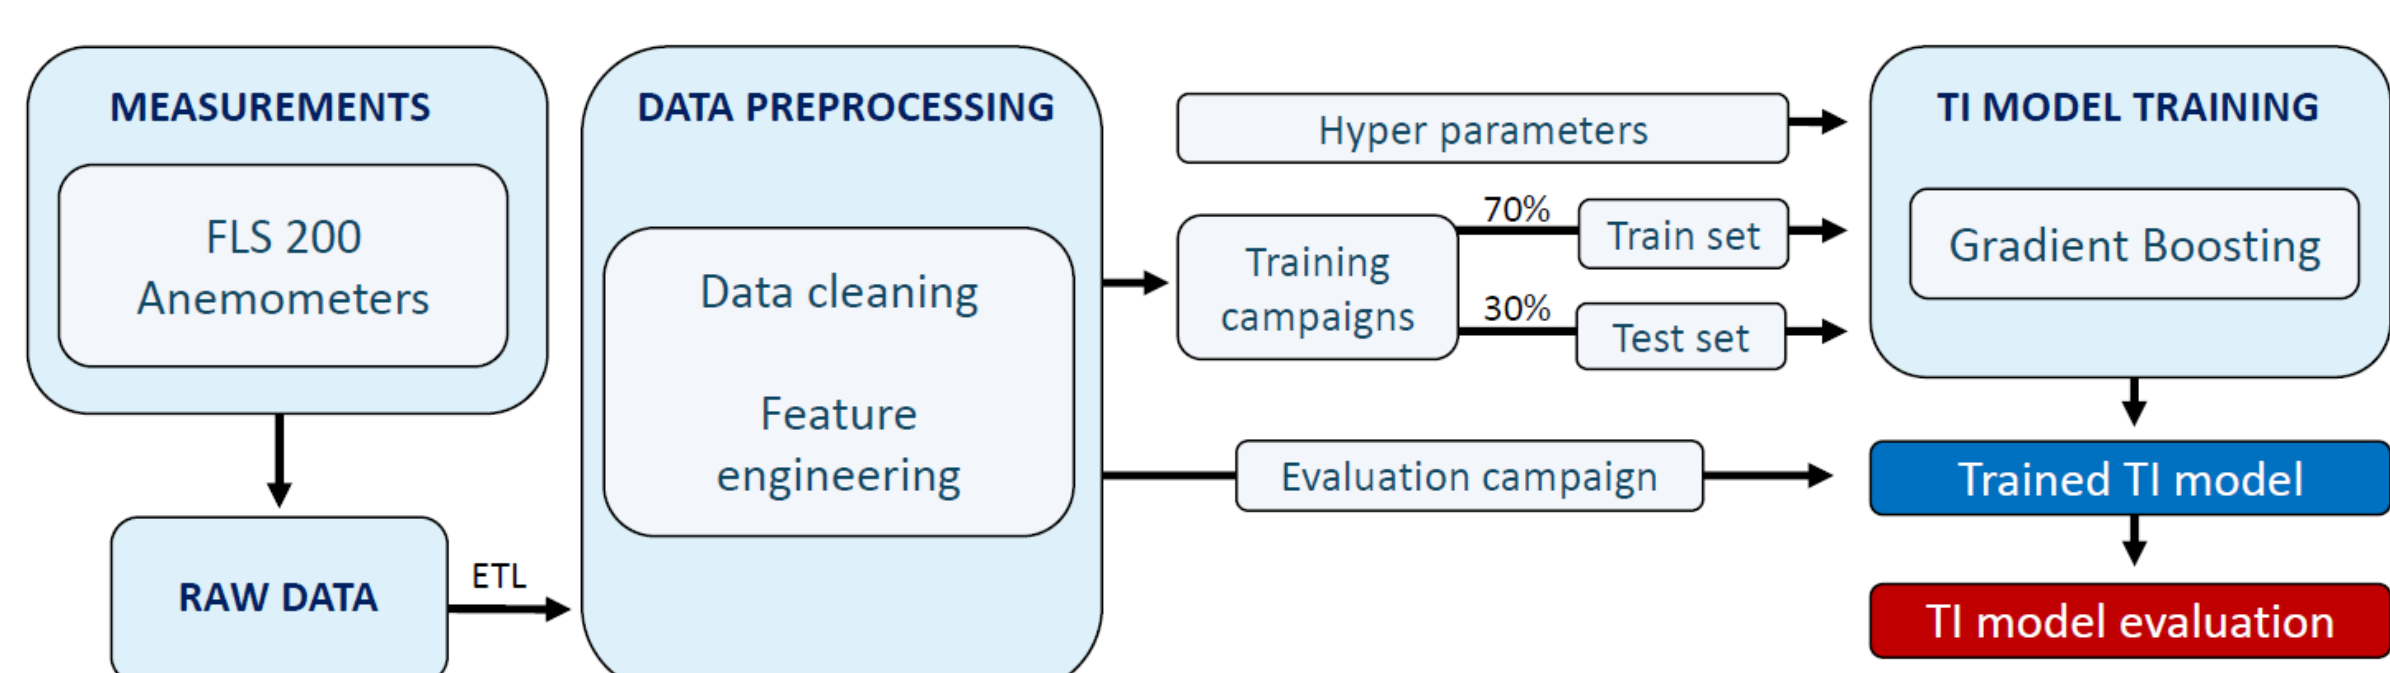 MEASUREMENTS
FLS 200
Anemometers
RAW DATA
ETL
DATA PREPROCESSING
Data cleaning
Feature
engineering
Hyper parameters
Training
campaigns
70%
Train set
30%
Test set
Evaluation campaign
TI MODEL TRAINING
Gradient Boosting
Trained TI model
TI model evaluation